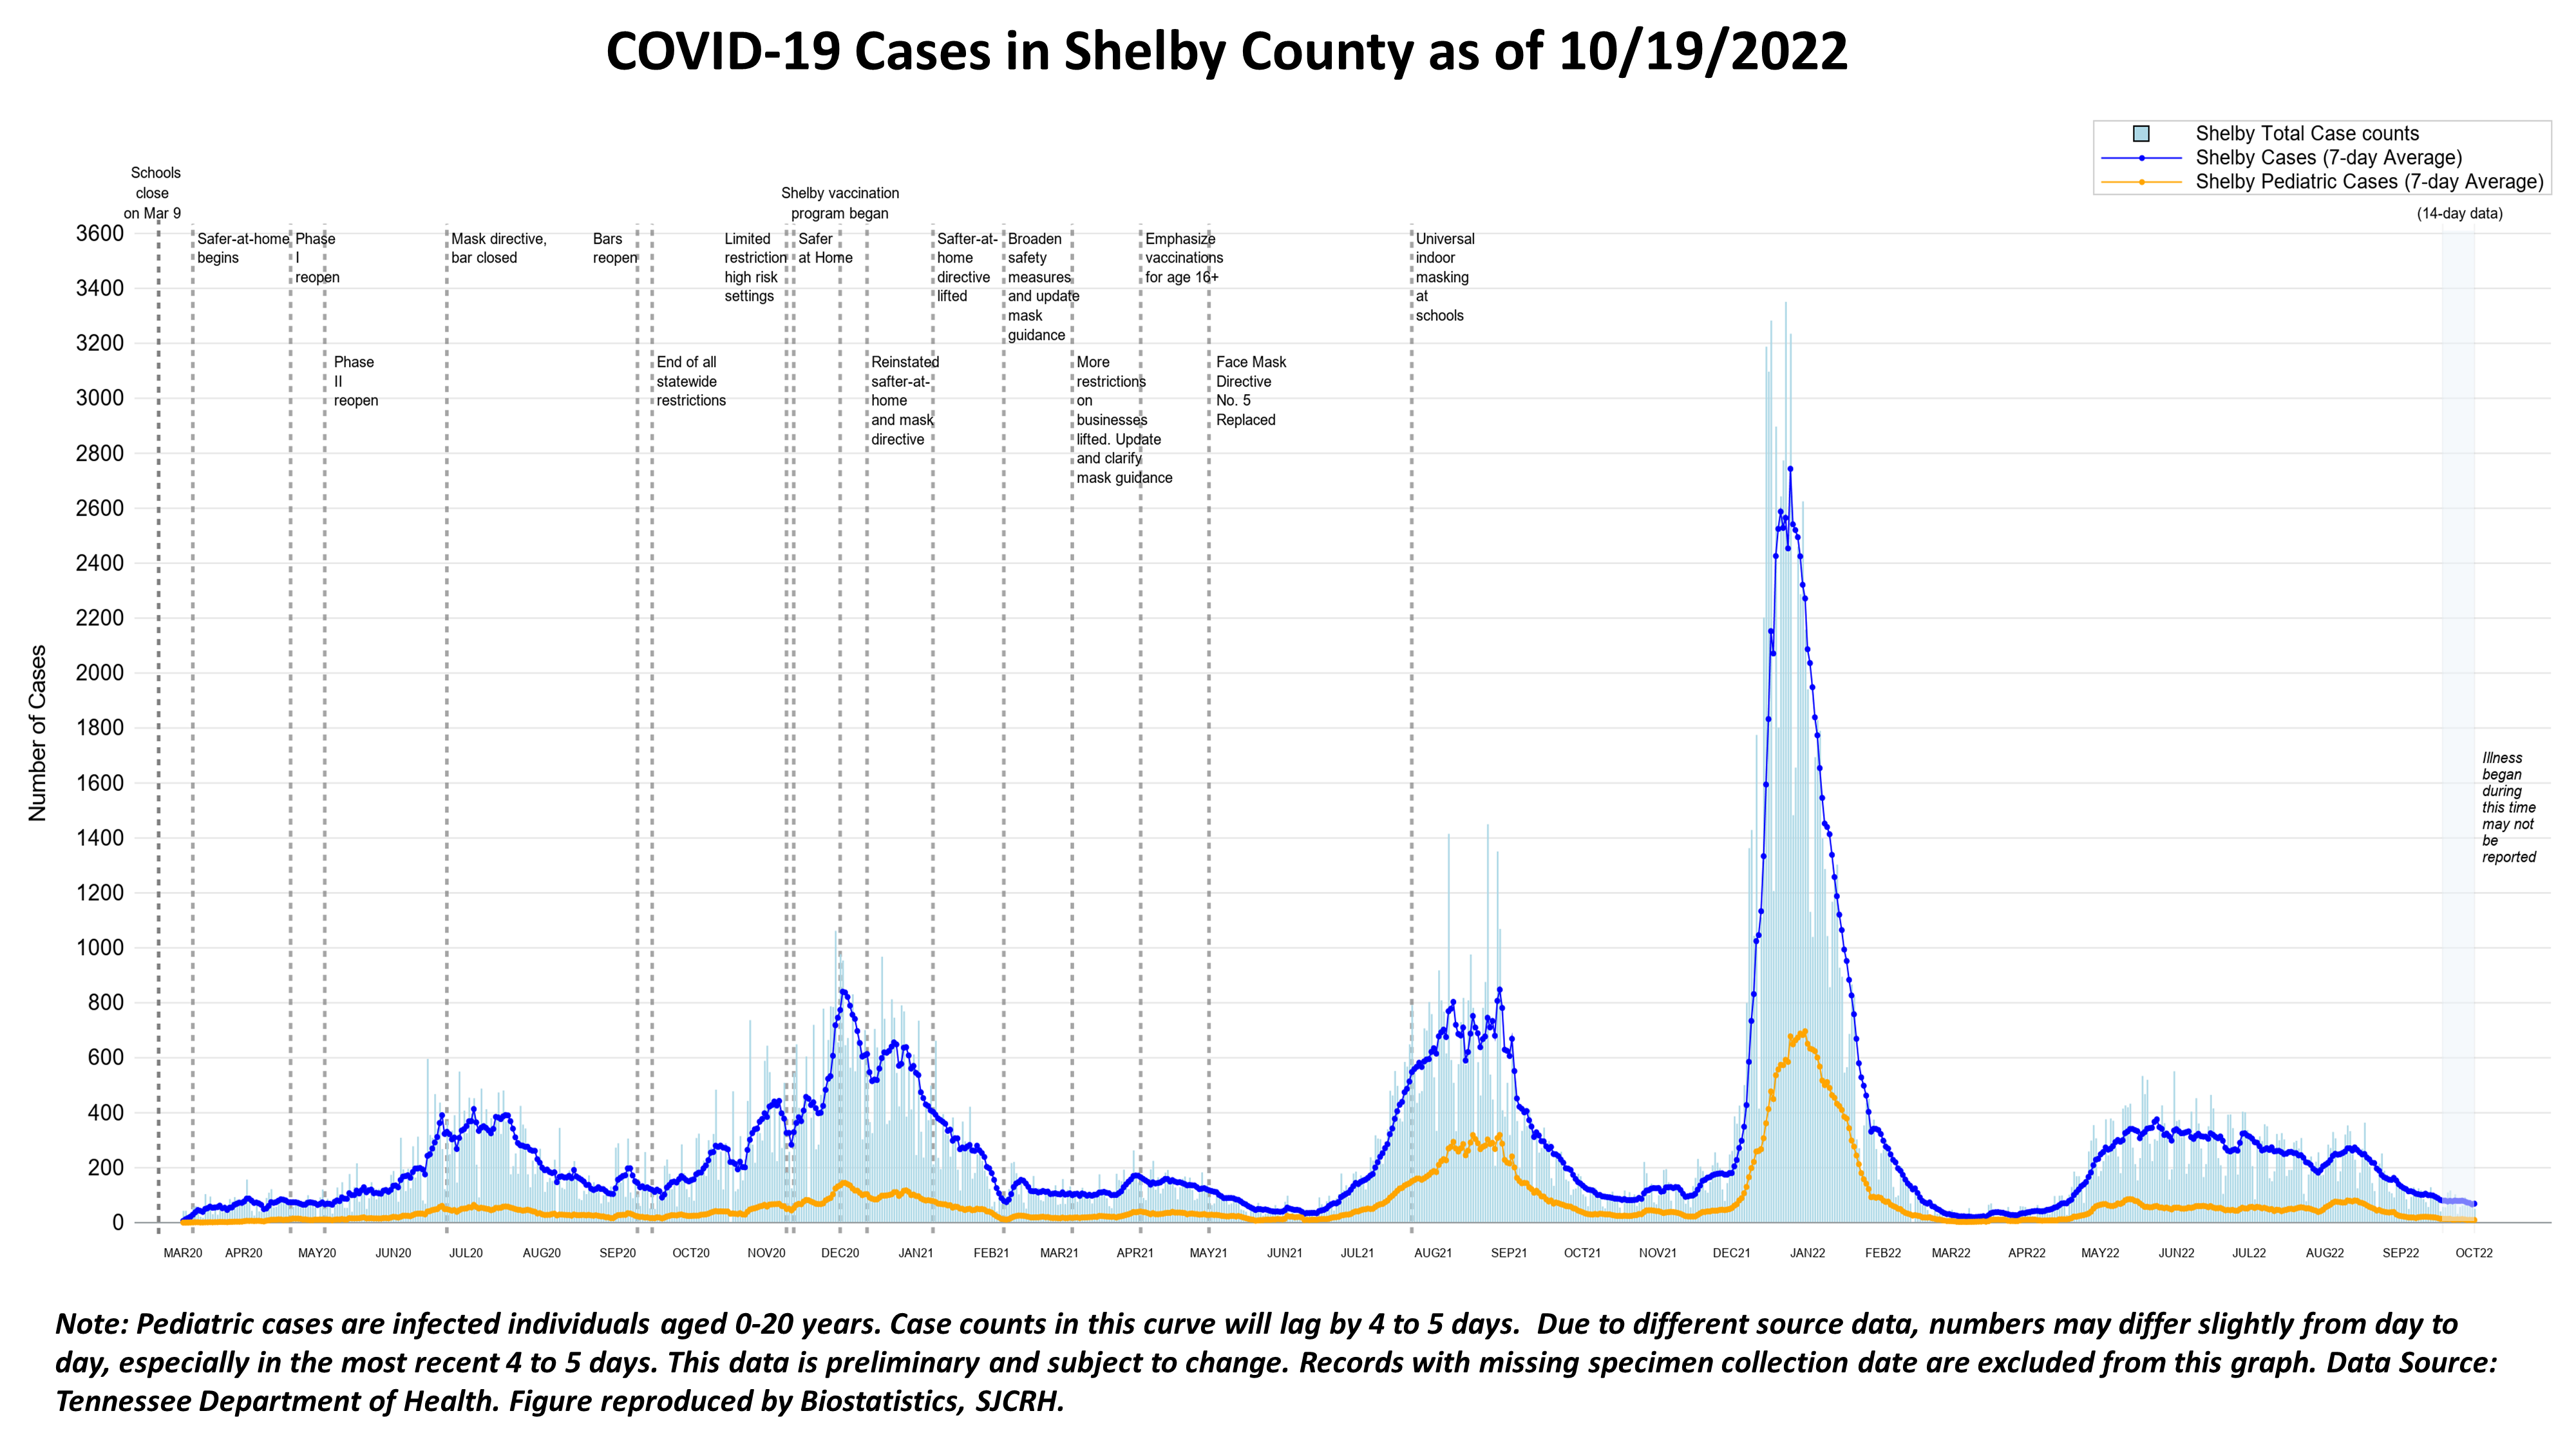 COVID-19 Cases in Shelby County as of 10/19/2022
Shelby Total Case counts
Shelby Cases (7-day Average)
Shelby Pediatric Cases (7-day Average)
(14-day data)
Schools
close
on Mar 9
Safer-at-home
begins
Phase
I
reopen
Phase
II
reopen
Mask directive,
bar closed
Bars
reopen
End of all
statewide
restrictions
Limited
restriction
high risk
settings
Shelby vaccination
program began
Safer
at Home
Reinstated
safter-at-
home
and mask
directive
Safter-at-
home
directive
lifted
Broaden
safety
measures
and update
mask
guidance
More
restrictions
on
businesses
lifted. Update
and clarify
mask guidance
Emphasize
vaccinations
for age 16+
Face Mask
Directive
No. 5
Replaced
Universal
indoor
masking
at
schools
Illness
began
during
this time
may not
be
reported
Number of Cases
3600
3400
3200
3000
2800
2600
2400
2200
2000
1800
1600
1400
1200
1000
800
600
400
200
0
MAR20 APR20 MAY20 JUN20 JUL20 AUG20 SEP20 OCT20 NOV20 DEC20 JAN21 FEB21 MAR21 APR21 MAY21 JUN21 JUL21 AUG21 SEP21 OCT21 NOV21 DEC21 JAN22 FEB22 MAR22 APR22 MAY22 JUN22 JUL22 AUG22 SEP22 OCT22
Note: Pediatric cases are infected individuals aged 0-20 years. Case counts in this curve will lag by 4 to 5 days. Due to different source data, numbers may differ slightly from day to
day, especially in the most recent 4 to 5 days. This data is preliminary and subject to change. Records with missing specimen collection date are excluded from this graph. Data Source:
Tennessee Department of Health. Figure reproduced by Biostatistics, SJCRH.